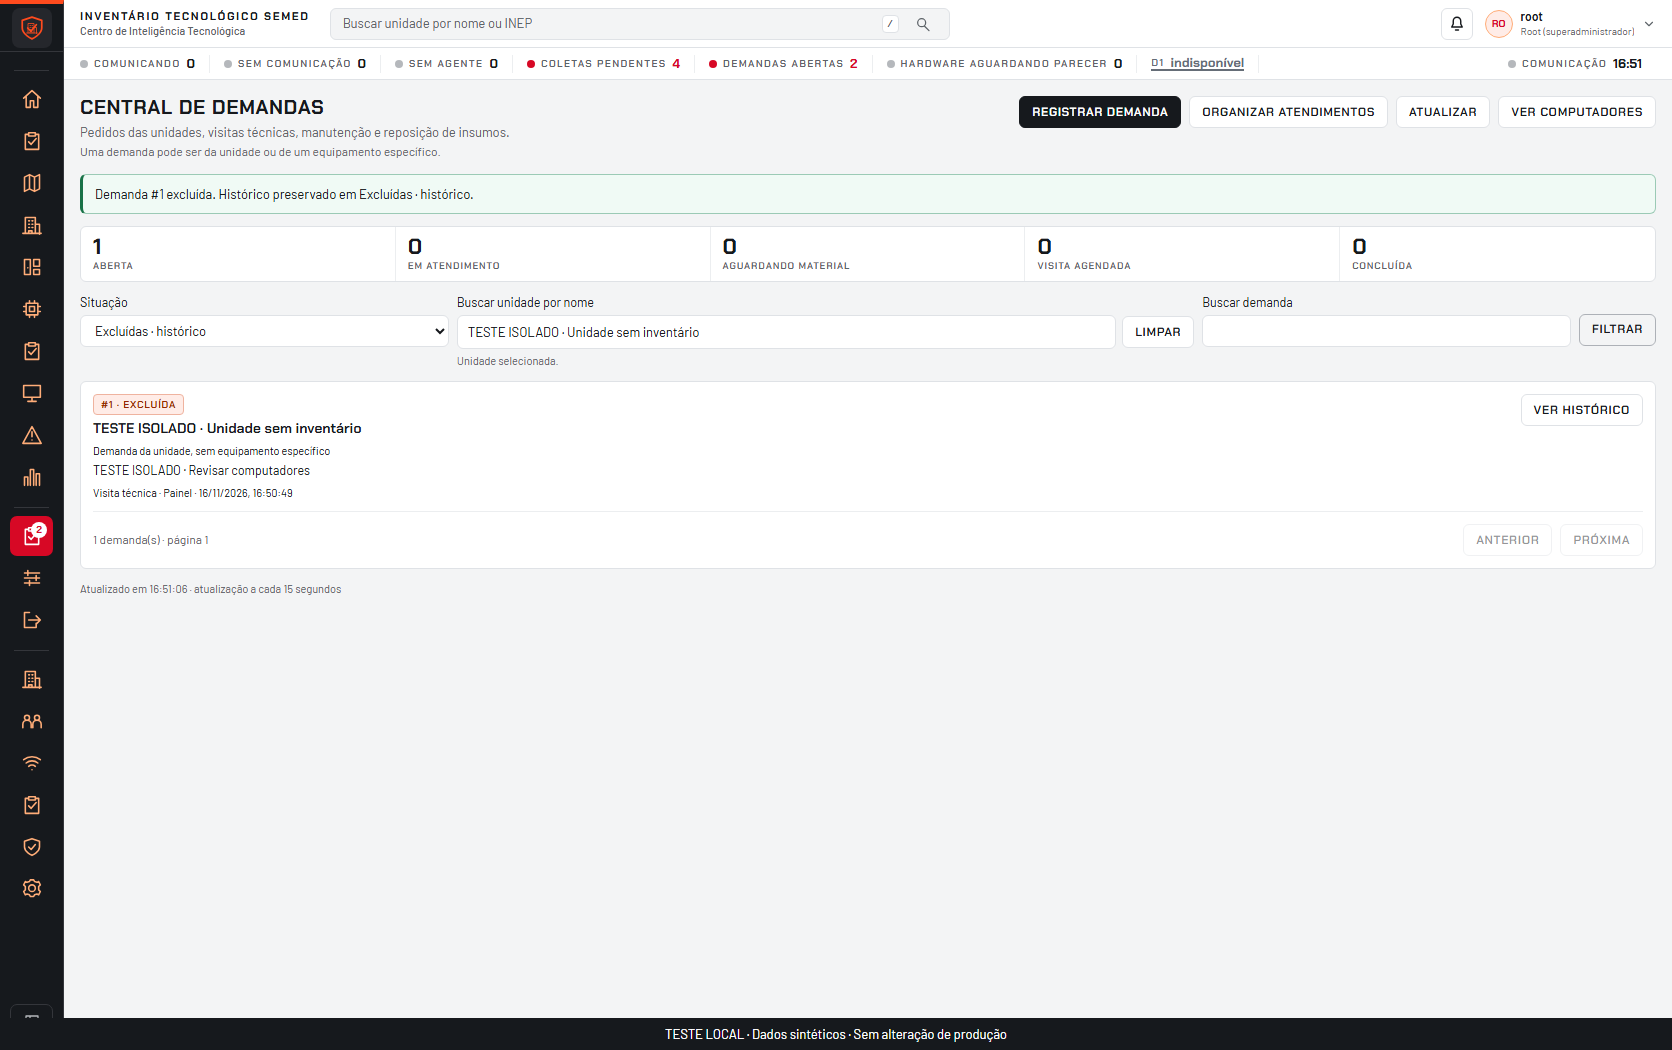 INVENTÁRIO TECNOLÓGICO SEMED
Centro de Inteligência Tecnológica
Buscar unidade por nome ou INEP
/
RO
root
Root (superadministrador)
COMUNICANDO 0
SEM COMUNICAÇÃO 0
SEM AGENTE 0
COLETAS PENDENTES 4
DEMANDAS ABERTAS 2
HARDWARE AGUARDANDO PARECER 0
D1 indisponível
COMUNICAÇÃO 16:51
CENTRAL DE DEMANDAS
Pedidos das unidades, visitas técnicas, manutenção e reposição de insumos.
Uma demanda pode ser da unidade ou de um equipamento específico.
REGISTRAR DEMANDA
ORGANIZAR ATENDIMENTOS
ATUALIZAR
VER COMPUTADORES
Demanda #1 excluída. Histórico preservado em Excluídas · histórico.
1
ABERTA
0
EM ATENDIMENTO
0
AGUARDANDO MATERIAL
0
VISITA AGENDADA
0
CONCLUÍDA
Situação
Excluídas · histórico
Buscar unidade por nome
TESTE ISOLADO · Unidade sem inventário
LIMPAR
Unidade selecionada.
Buscar demanda
FILTRAR
#1 · EXCLUÍDA
TESTE ISOLADO · Unidade sem inventário
Demanda da unidade, sem equipamento específico
TESTE ISOLADO · Revisar computadores
Visita técnica · Painel · 16/11/2026, 16:50:49
VER HISTÓRICO
1 demanda(s) · página 1
ANTERIOR
PRÓXIMA
Atualizado em 16:51:06 · atualização a cada 15 segundos
2
TESTE LOCAL · Dados sintéticos · Sem alteração de produção